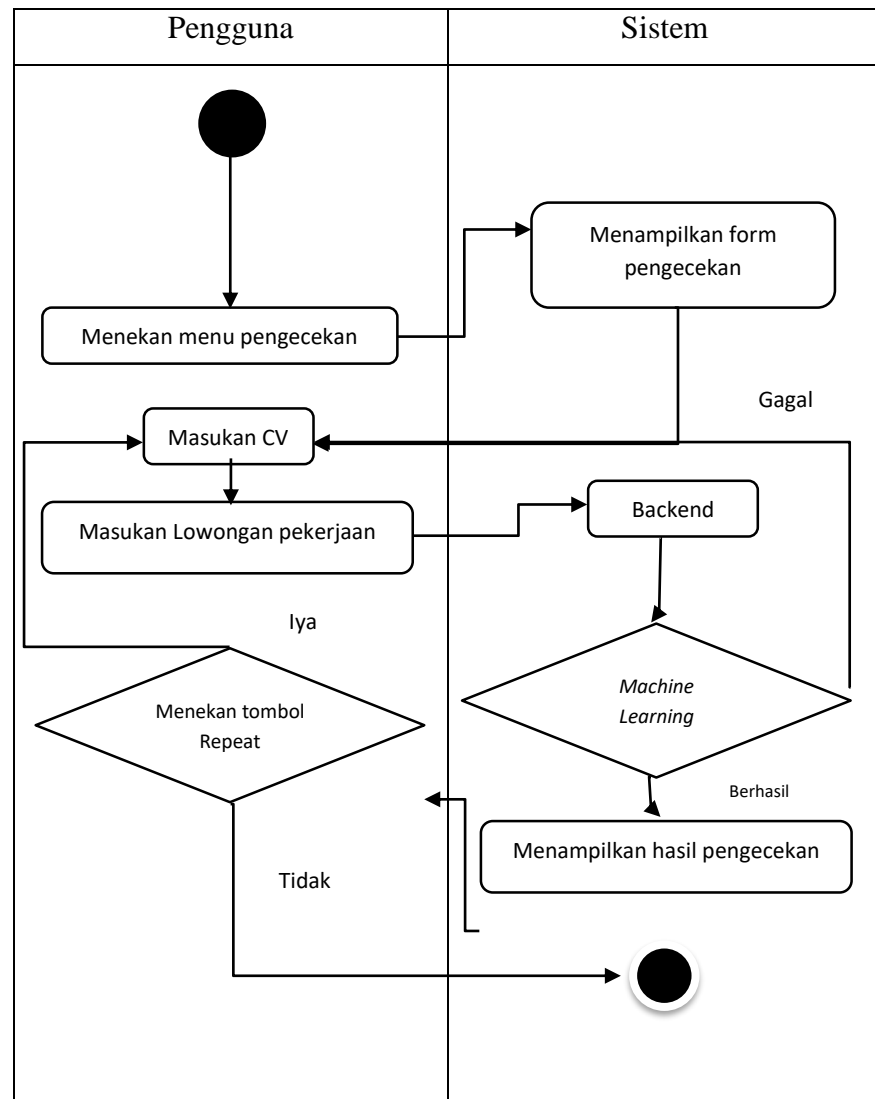 Pengguna
Sistem
Menampilkan form
pengecekan
Menekan menu pengecekan
Gagal
Masukan CV
Masukan Lowongan pekerjaan
Backend
Iya
Machine
Learning
Menekan tombol
Repeat
Berhasil
Menampilkan hasil pengecekan
Tidak